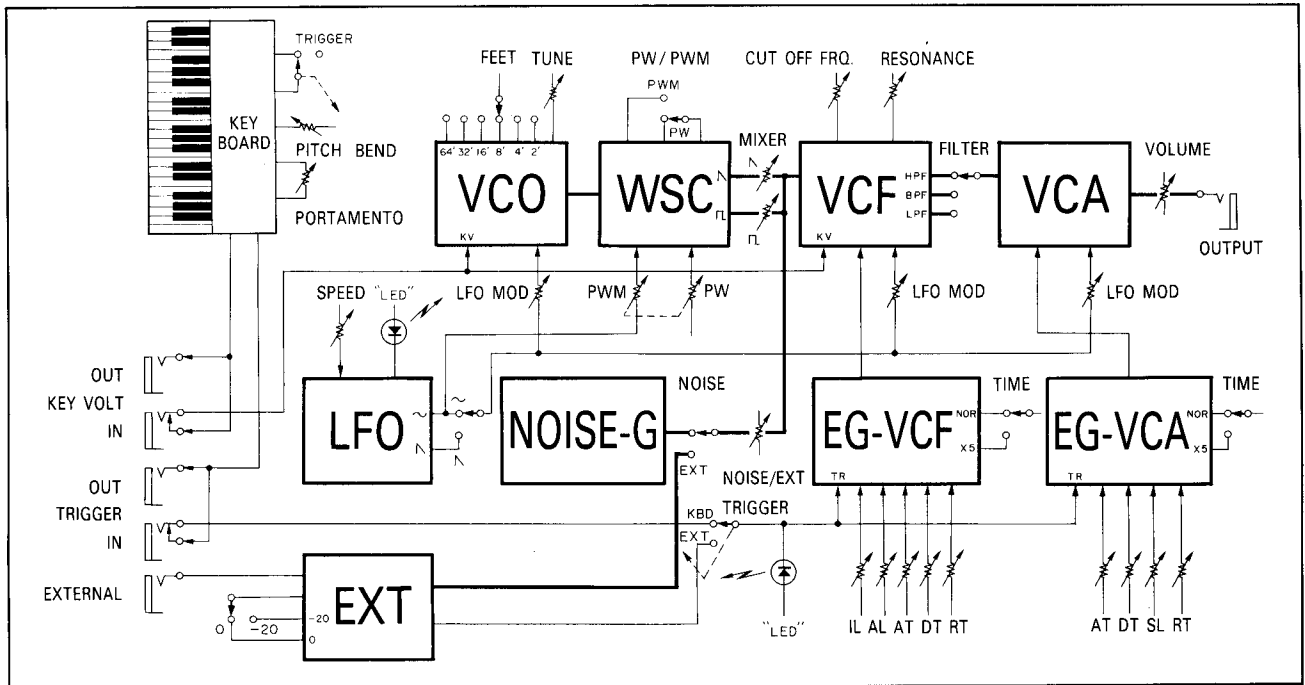 TRIGGER
KEY BOARD
PITCH BEND
PORTAMENTO
FEET
TUNE
64' 32' 16' 8' 4' 2'
VCO
KV
PW/PWM
PWM
PW
WSC
MIXER
CUT OFF FRQ.
RESONANCE
VCF
KV
HPF
BPF
LPF
FILTER
VCA
VOLUME
OUTPUT
SPEED
"LED"
LFO MOD
PWM
PW
LFO MOD
LFO MOD
OUT
KEY VOLT
IN
OUT
TRIGGER
IN
EXTERNAL
LFO
NOISE-G
NOISE
EXT
NOISE/EXT
TRIGGER
KBD
EXT
"LED"
EG-VCF
TR
NOR
X5
TIME
EG-VCA
TR
NOR
X5
TIME
0 -20
-20
0
EXT
IL AL AT DT RT
AT DT SL RT